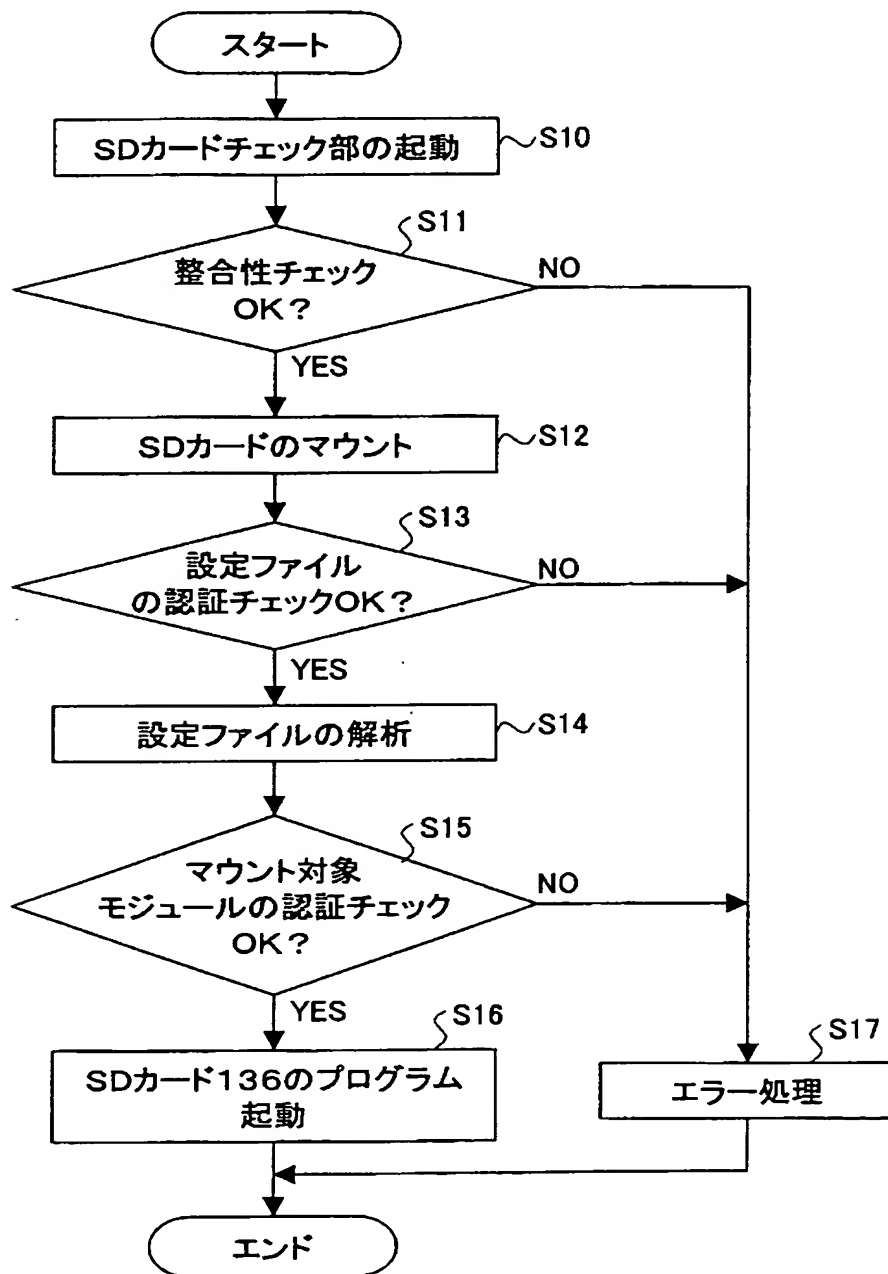 スタート
SDカードチェック部の起動
S10
S11
整合性チェック
OK?
NO
YES
SDカードのマウント
S12
S13
設定ファイル
の認証チェックOK?
NO
YES
設定ファイルの解析
S14
S15
マウント対象
モジュールの認証チェック
OK?
NO
YES
S16
SDカード136のプログラム
起動
S17
エラー処理
エンド